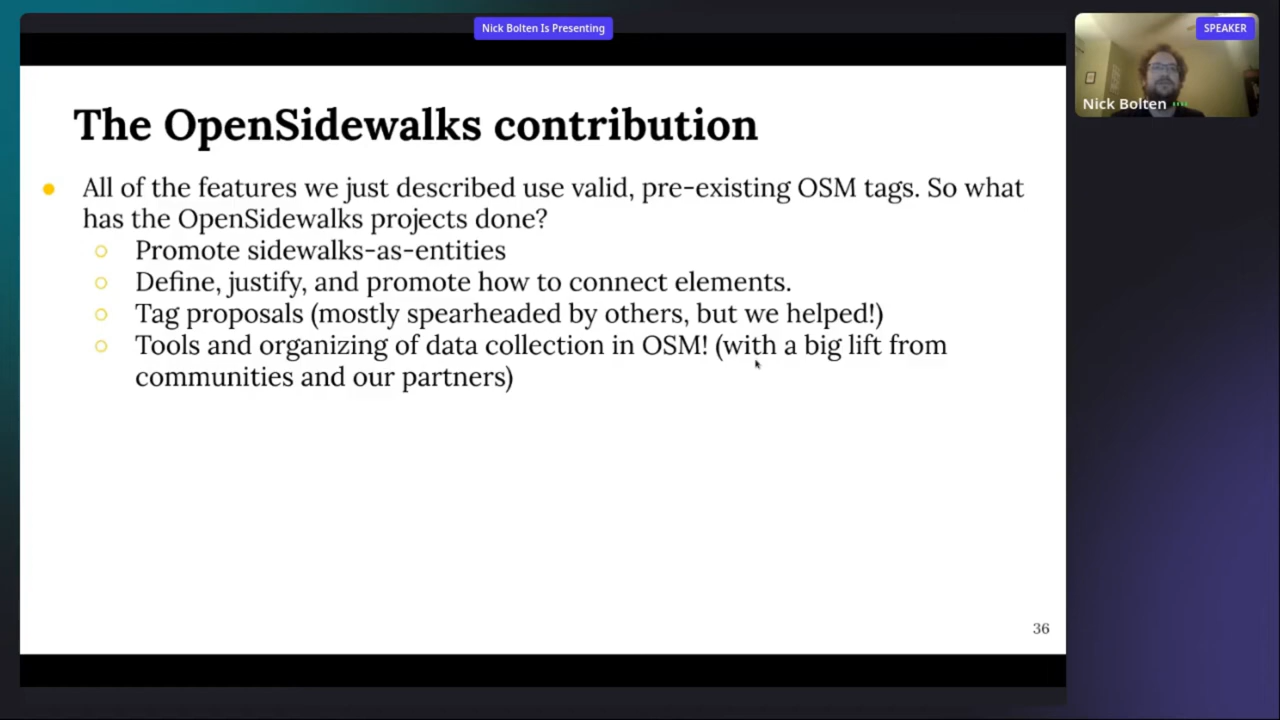 Nick Bolten Is Presenting
SPEAKER
Nick Bolten
The OpenSidewalks contribution
All of the features we just described use valid, pre-existing OSM tags. So what
has the OpenSidewalks projects done?
Promote sidewalks-as-entities
Define, justify, and promote how to connect elements.
Tag proposals (mostly spearheaded by others, but we helped!)
Tools and organizing of data collection in OSM! (with a big lift from
communities and our partners)
36